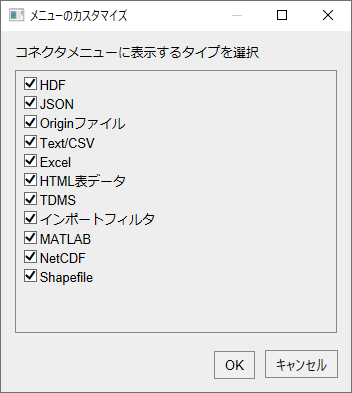 メニューのカスタマイズ
コネクタメニューに表示するタイプを選択
HDF
JSON
Originファイル
Text/CSV
Excel
HTML表データ
TDMS
インポートフィルタ
MATLAB
NetCDF
Shapefile
OK
キャンセル